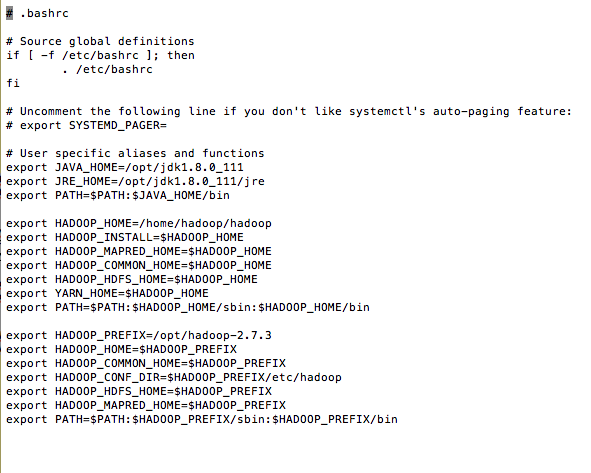 # .bashrc
# Source global definitions
if [ -f /etc/bashrc ]; then
        . /etc/bashrc
fi
# Uncomment the following line if you don't like systemctl's auto-paging feature:
# export SYSTEMD_PAGER=
# User specific aliases and functions
export JAVA_HOME=/opt/jdk1.8.0_111
export JRE_HOME=/opt/jdk1.8.0_111/jre
export PATH=$PATH:$JAVA_HOME/bin
export HADOOP_HOME=/home/hadoop/hadoop
export HADOOP_INSTALL=$HADOOP_HOME
export HADOOP_MAPRED_HOME=$HADOOP_HOME
export HADOOP_COMMON_HOME=$HADOOP_HOME
export HADOOP_HDFS_HOME=$HADOOP_HOME
export YARN_HOME=$HADOOP_HOME
export PATH=$PATH:$HADOOP_HOME/sbin:$HADOOP_HOME/bin
export HADOOP_PREFIX=/opt/hadoop-2.7.3
export HADOOP_HOME=$HADOOP_PREFIX
export HADOOP_COMMON_HOME=$HADOOP_PREFIX
export HADOOP_CONF_DIR=$HADOOP_PREFIX/etc/hadoop
export HADOOP_HDFS_HOME=$HADOOP_PREFIX
export HADOOP_MAPRED_HOME=$HADOOP_PREFIX
export PATH=$PATH:$HADOOP_PREFIX/sbin:$HADOOP_PREFIX/bin